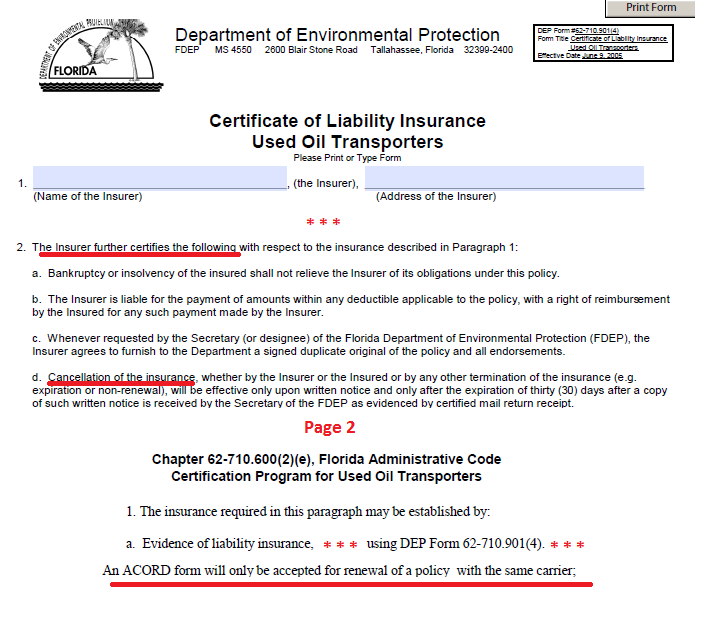 Print Form
DEPARTMENT OF ENVIRONMENTAL PROTECTION
FLORIDA
Department of Environmental Protection
FDEP MS 4550 2600 Blair Stone Road Tallahassee, Florida 32399-2400
DEP Form #62-710.901(4)
Form Title Certificate of Liability Insurance
Used Oil Transporters
Effective Date June 9, 2005
Certificate of Liability Insurance
Used Oil Transporters
Please Print or Type Form
1. , (the Insurer),
(Name of the Insurer) (Address of the Insurer)
* * *
2. The Insurer further certifies the following with respect to the insurance described in Paragraph 1:
a. Bankruptcy or insolvency of the insured shall not relieve the Insurer of its obligations under this policy.
b. The Insurer is liable for the payment of amounts within any deductible applicable to the policy, with a right of reimbursement
by the Insured for any such payment made by the Insurer.
c. Whenever requested by the Secretary (or designee) of the Florida Department of Environmental Protection (FDEP), the
Insurer agrees to furnish to the Department a signed duplicate original of the policy and all endorsements.
d. Cancellation of the insurance, whether by the Insurer or the Insured or by any other termination of the insurance (e.g.
expiration or non-renewal), will be effective only upon written notice and only after the expiration of thirty (30) days after a copy
of such written notice is received by the Secretary of the FDEP as evidenced by certified mail return receipt.
Page 2
Chapter 62-710.600(2)(e), Florida Administrative Code
Certification Program for Used Oil Transporters
1. The insurance required in this paragraph may be established by:
a. Evidence of liability insurance, * * * using DEP Form 62-710.901(4). * * *
An ACORD form will only be accepted for renewal of a policy with the same carrier;